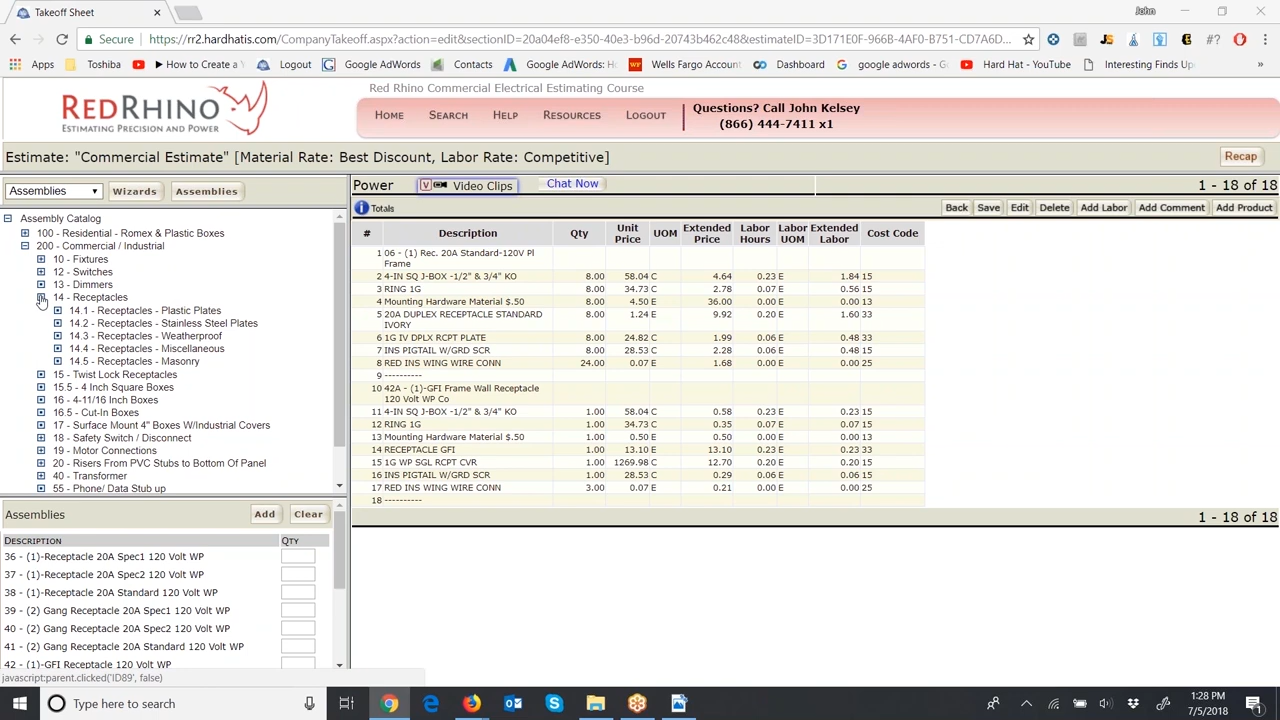 Takeoff Sheet
John
Secure
https://rr2.hardhatis.com/CompanyTakeoff.aspx?action=edit&sectionID=20a04ef8-e350-40e3-b96d-20743b462c48&estimateID=3D171E0F-966B-4AF0-B751-CD7A6D...
Apps Toshiba How to Create a Y Logout Google AdWords Contacts Google AdWords: Ho Wells Fargo Account Dashboard google adwords - Goo Hard Hat - YouTube Interesting Finds Upd
RED RHINO
ESTIMATING PRECISION AND POWER
Red Rhino Commercial Electrical Estimating Course
HOME SEARCH HELP RESOURCES LOGOUT
Questions? Call John Kelsey
(866) 444-7411 x1
Estimate: "Commercial Estimate" [Material Rate: Best Discount, Labor Rate: Competitive]
Recap
Assemblies Wizards Assemblies
Assembly Catalog
100 - Residential - Romex & Plastic Boxes
200 - Commercial / Industrial
10 - Fixtures
12 - Switches
13 - Dimmers
14 - Receptacles
14.1 - Receptacles - Plastic Plates
14.2 - Receptacles - Stainless Steel Plates
14.3 - Receptacles - Weatherproof
14.4 - Receptacles - Miscellaneous
14.5 - Receptacles - Masonry
15 - Twist Lock Receptacles
15.5 - 4 Inch Square Boxes
16 - 4-11/16 Inch Boxes
16.5 - Cut-In Boxes
17 - Surface Mount 4" Boxes W/Industrial Covers
18 - Safety Switch / Disconnect
19 - Motor Connections
20 - Risers From PVC Stubs to Bottom Of Panel
40 - Transformer
55 - Phone/ Data Stub up
Assemblies Add Clear
DESCRIPTION QTY
36 - (1)-Receptacle 20A Spec1 120 Volt WP
37 - (1)-Receptacle 20A Spec2 120 Volt WP
38 - (1)-Receptacle 20A Standard 120 Volt WP
39 - (2) Gang Receptacle 20A Spec1 120 Volt WP
40 - (2) Gang Receptacle 20A Spec2 120 Volt WP
41 - (2) Gang Receptacle 20A Standard 120 Volt WP
42 - (1)-GFI Receptacle 120 Volt WP
javascript:parent.clicked('ID89', false)
Power V Video Clips Chat Now 1 - 18 of 18
Totals Back Save Edit Delete Add Labor Add Comment Add Product
# Description Qty Unit Price UOM Extended Price Labor Hours Labor UOM Extended Labor Cost Code
1 06 - (1) Rec. 20A Standard-120V Pl
Frame
2 4-IN SQ J-BOX -1/2" & 3/4" KO 8.00 58.04 C 4.64 0.23 E 1.84 15
3 RING 1G 8.00 34.73 C 2.78 0.07 E 0.56 15
4 Mounting Hardware Material $.50 8.00 4.50 E 36.00 0.00 E 0.00 13
5 20A DUPLEX RECEPTACLE STANDARD 8.00 1.24 E 9.92 0.20 E 1.60 33
IVORY
6 1G IV DPLX RCPT PLATE 8.00 24.82 C 1.99 0.06 E 0.48 33
7 INS PIGTAIL W/GRD SCR 8.00 28.53 C 2.28 0.06 E 0.48 15
8 RED INS WING WIRE CONN 24.00 0.07 E 1.68 0.00 E 0.00 25
9 ----------
10 42A - (1)-GFI Frame Wall Receptacle
120 Volt WP Co
11 4-IN SQ J-BOX -1/2" & 3/4" KO 1.00 58.04 C 0.58 0.23 E 0.23 15
12 RING 1G 1.00 34.73 C 0.35 0.07 E 0.07 15
13 Mounting Hardware Material $.50 1.00 0.50 E 0.50 0.00 E 0.00 13
14 RECEPTACLE GFI 1.00 13.10 E 13.10 0.23 E 0.23 33
15 1G WP SGL RCPT CVR 1.00 1269.98 C 12.70 0.20 E 0.20 15
16 INS PIGTAIL W/GRD SCR 1.00 28.53 C 0.29 0.06 E 0.06 15
17 RED INS WING WIRE CONN 3.00 0.07 E 0.21 0.00 E 0.00 25
18 ----------
1 - 18 of 18
Type here to search
1:28 PM
7/5/2018